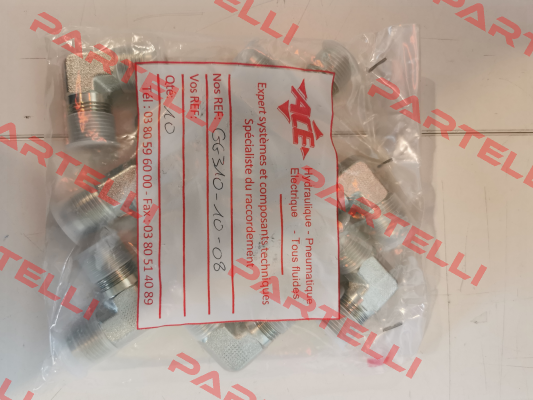 ACE
Hydraulique - Pneumatique
Electrique - Tous fluides
Expert systèmes et composants techniques
Spécialiste du raccordement
Nos REF: GG310-10-08
Vos REF:
Qté: 10
Tél : 03 80 59 60 00 - Fax : 03 80 51 40 89
PARTELLI
PARTELLI
PARTELLI
PARTELLI
PARTELLI
PARTELLI